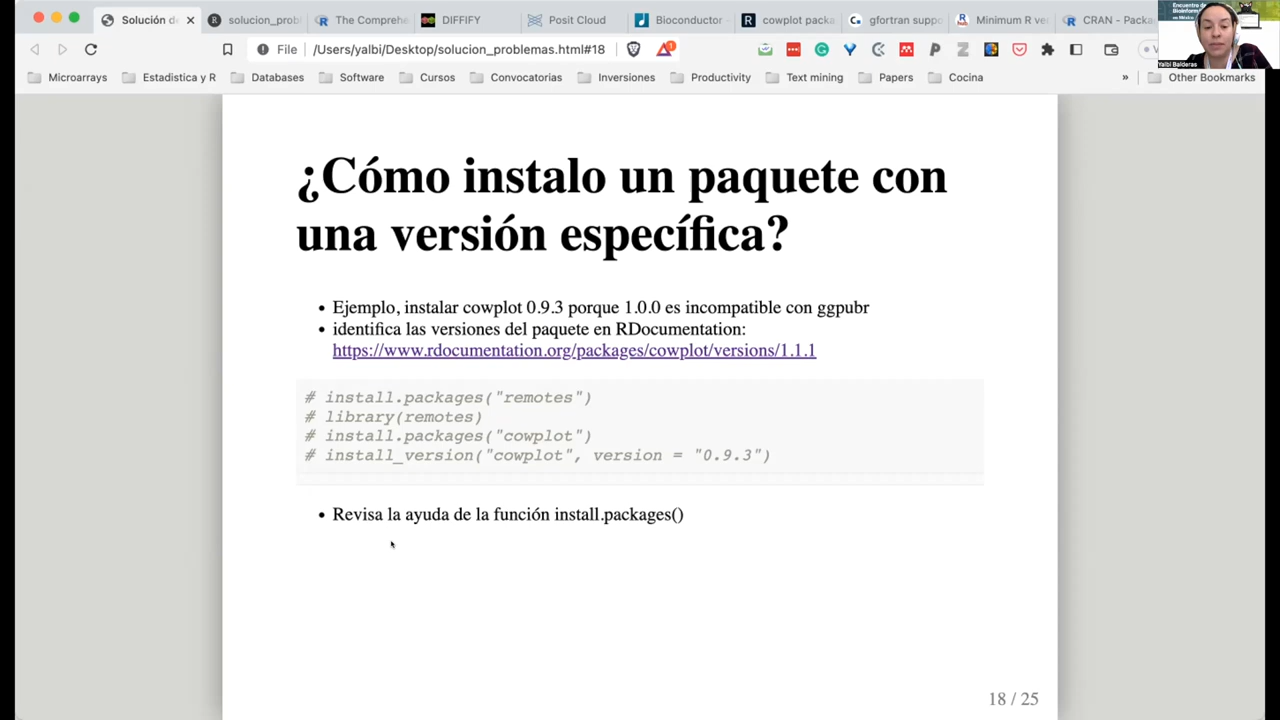 Solución de
solucion_prob
The Comprehe
DIFFIFY
Posit Cloud
Bioconductor
cowplot packa
gfortran suppo
Minimum R ve
CRAN - Packa
File
/Users/yalbi/Desktop/solucion_problemas.html#18
Microarrays
Estadistica y R
Databases
Software
Cursos
Convocatorias
Inversiones
Productivity
Text mining
Papers
Cocina
»
Other Bookmarks
Yalbi Balderas
¿Cómo instalo un paquete con
una versión específica?
• Ejemplo, instalar cowplot 0.9.3 porque 1.0.0 es incompatible con ggpubr
• identifica las versiones del paquete en RDocumentation:
https://www.rdocumentation.org/packages/cowplot/versions/1.1.1
# install.packages("remotes")
# library(remotes)
# install.packages("cowplot")
# install_version("cowplot", version = "0.9.3")
• Revisa la ayuda de la función install.packages()
18 / 25